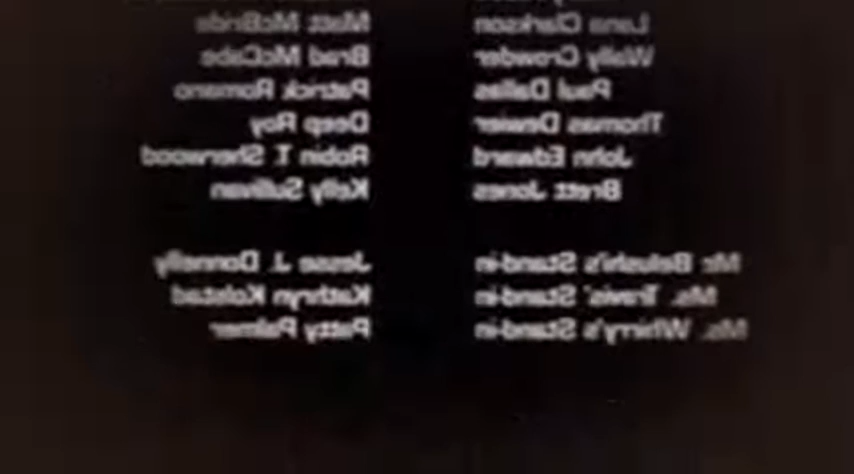 Lana Clarkson Matt McBride
Wally Crowder Brad McCabe
Paul Dallas Patrick Romano
Thomas Dewier Deep Roy
John Edward Robin T. Sherwood
Brett Jones Kelly Sullivan
Mr. Belushi's Stand-in Jesse J. Donnelly
Ms. Travis' Stand-in Kathryn Kolstad
Ms. Whirry's Stand-in Patty Palmer